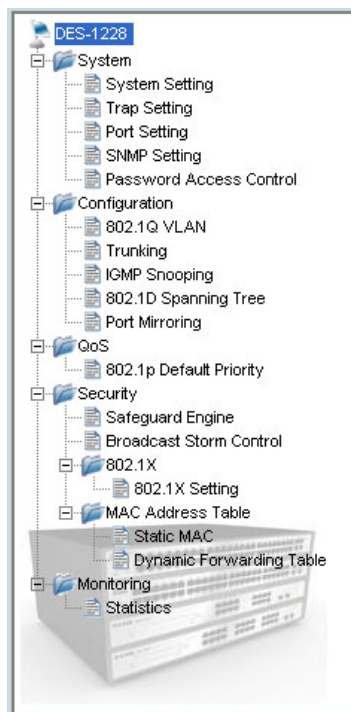 DES-1228
System
System Setting
Trap Setting
Port Setting
SNMP Setting
Password Access Control
Configuration
802.1Q VLAN
Trunking
IGMP Snooping
802.1D Spanning Tree
Port Mirroring
QoS
802.1p Default Priority
Security
Safeguard Engine
Broadcast Storm Control
802.1X
802.1X Setting
MAC Address Table
Static MAC
Dynamic Forwarding Table
Monitoring
Statistics